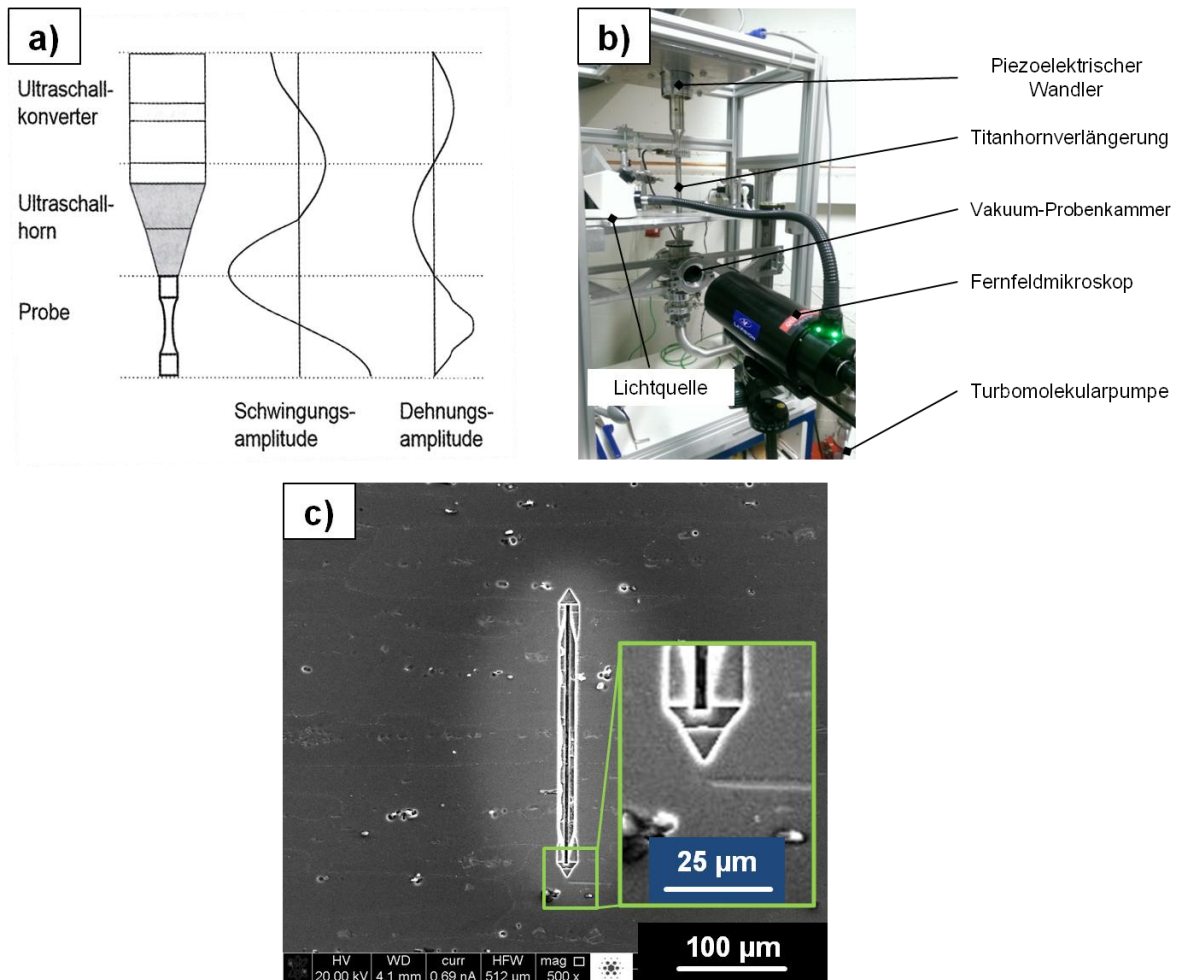 a)
Ultraschall-
konverter
Ultraschall-
horn
Probe
Schwingungs-
amplitude
Dehnungs-
amplitude
b)
Piezoelektrischer
Wandler
Titanhornverlängerung
Vakuum-Probenkammer
Fernfeldmikroskop
Lichtquelle
Turbomolekularpumpe
c)
25 µm
100 µm
HV WD curr HFW mag
20.00 kV 4.1 mm 0.69 nA 512 µm 500 x